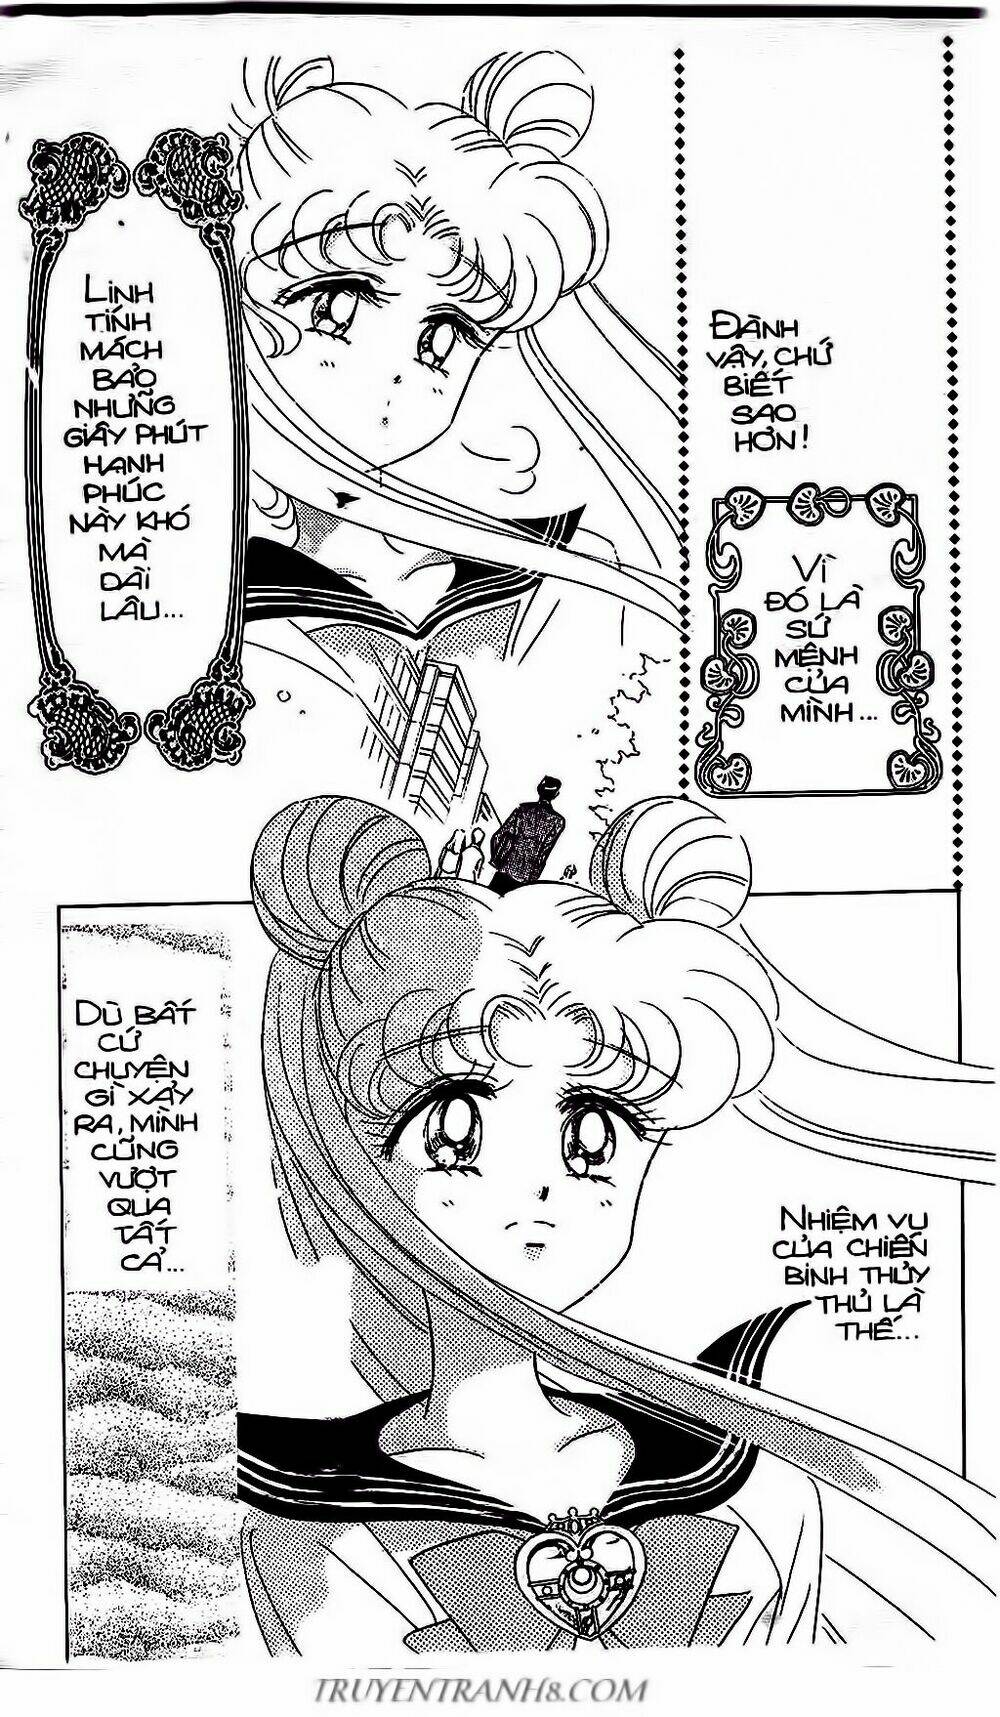 LINH
TÍNH
MÁCH
BẢO
NHỮNG
GIÂY PHÚT
HẠNH
PHÚC
NÀY KHÓ
MÀ
DÀI
LÂU...
ĐÀNH
VẬY, CHỨ
BIẾT
SAO
HƠN!
VÌ
ĐÓ LÀ
SỨ
MỆNH
CỦA
MÌNH...
DÙ BẤT
CỨ
CHUYỆN
GÌ XẢY
RA, MÌNH
CŨNG
VƯỢT
QUA
TẤT
CẢ...
NHIỆM VỤ
CỦA CHIẾN
BINH THỦY
THỦ LÀ
THẾ...
TRUYENTRANH8.COM